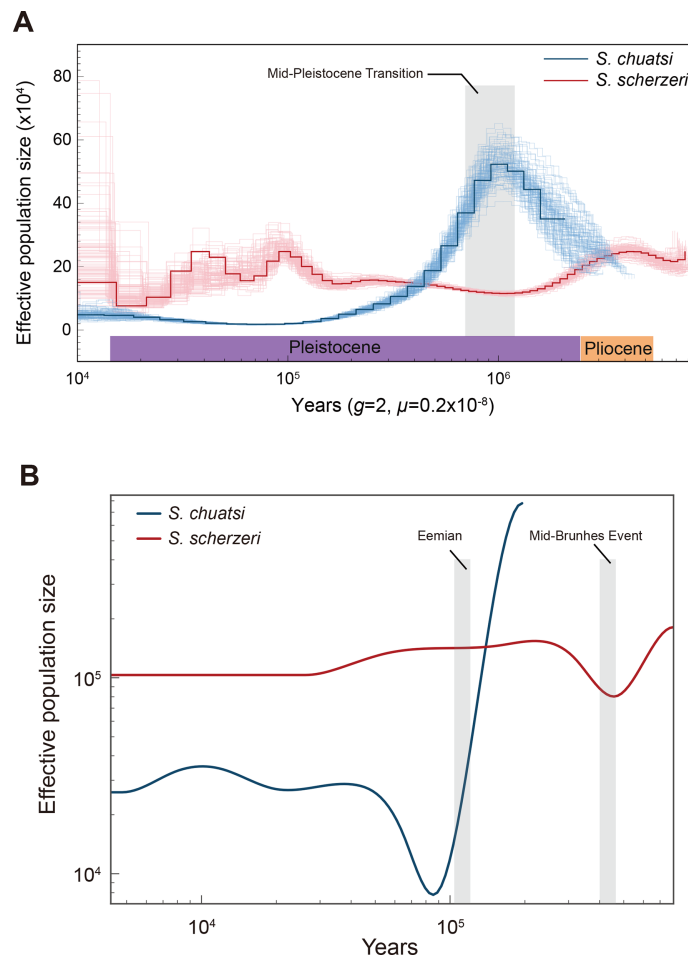 A
Effective population size (x10⁴)
80
60
40
20
0
Mid-Pleistocene Transition
S. chuatsi
S. scherzeri
Pleistocene
Pliocene
10⁴
10⁵
10⁶
Years (g=2, μ=0.2x10⁻⁸)
B
Effective population size
10⁵
10⁴
S. chuatsi
S. scherzeri
Eemian
Mid-Brunhes Event
10⁴
10⁵
Years